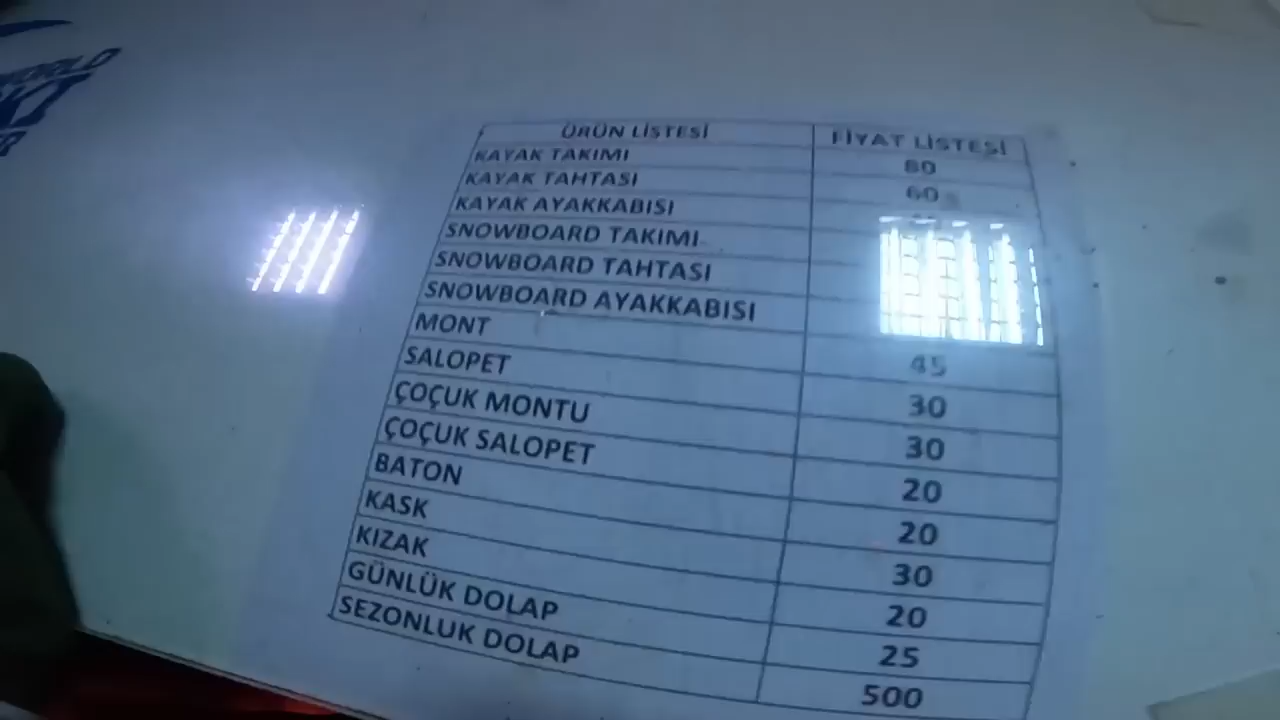 WORLD
ÜRÜN LİSTESİ FİYAT LİSTESİ
KAYAK TAKIMI 80
KAYAK TAHTASI 60
KAYAK AYAKKABISI
SNOWBOARD TAKIMI
SNOWBOARD TAHTASI
SNOWBOARD AYAKKABISI
MONT 45
SALOPET 30
ÇOÇUK MONTU 30
ÇOÇUK SALOPET 20
BATON 20
KASK 30
KIZAK 20
GÜNLÜK DOLAP 25
SEZONLUK DOLAP 500